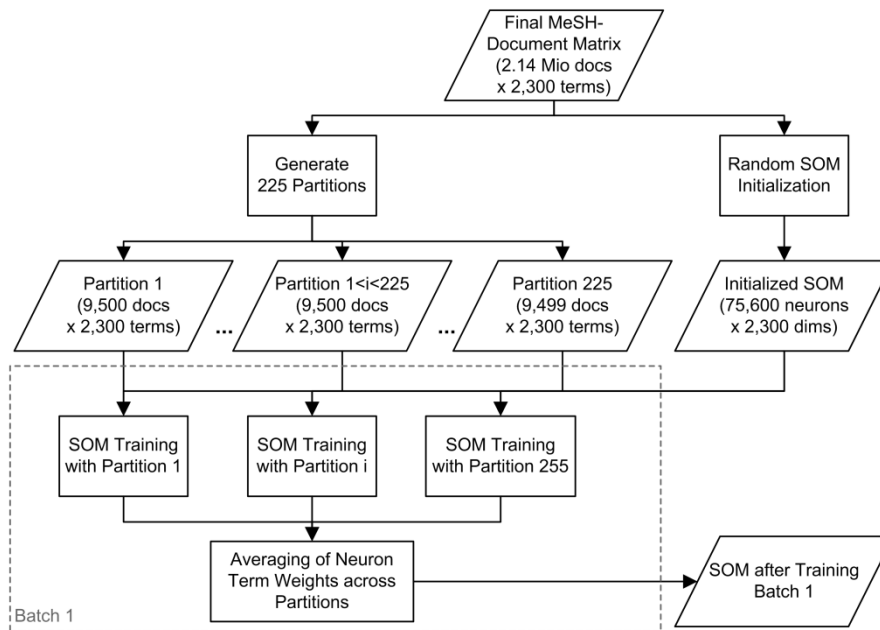 Final MeSH-
Document Matrix
(2.14 Mio docs
x 2,300 terms)
Generate
225 Partitions
Random SOM
Initialization
Partition 1
(9,500 docs
x 2,300 terms)
...
Partition 1<i<225
(9,500 docs
x 2,300 terms)
...
Partition 225
(9,499 docs
x 2,300 terms)
Initialized SOM
(75,600 neurons
x 2,300 dims)
SOM Training
with Partition 1
SOM Training
with Partition i
SOM Training
with Partition 255
Averaging of Neuron
Term Weights across
Partitions
SOM after Training
Batch 1
Batch 1